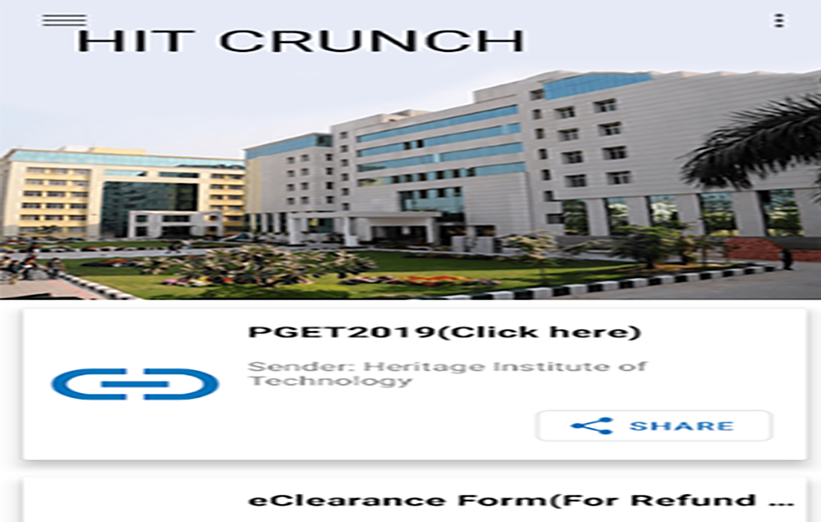 HIT CRUNCH
PGET2019(Click here)
Sender: Heritage Institute of
Technology
SHARE
eClearance Form(For Refund ...